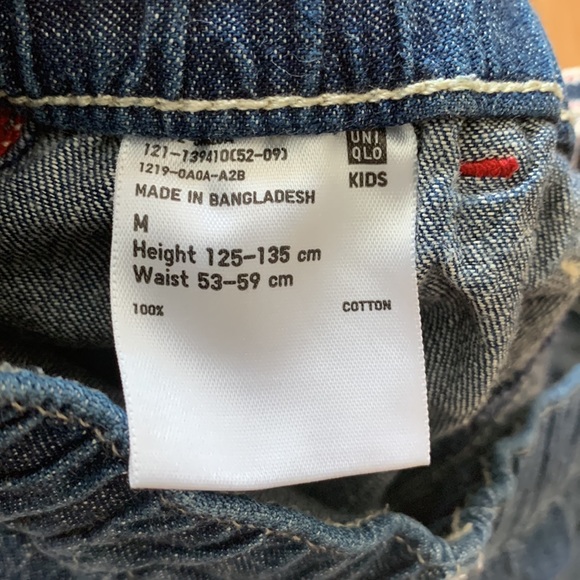 121-139410(52-09)
1219-0A0A-A2B
MADE IN BANGLADESH
UNI
QLO
KIDS
M
Height 125-135 cm
Waist 53-59 cm
100% COTTON